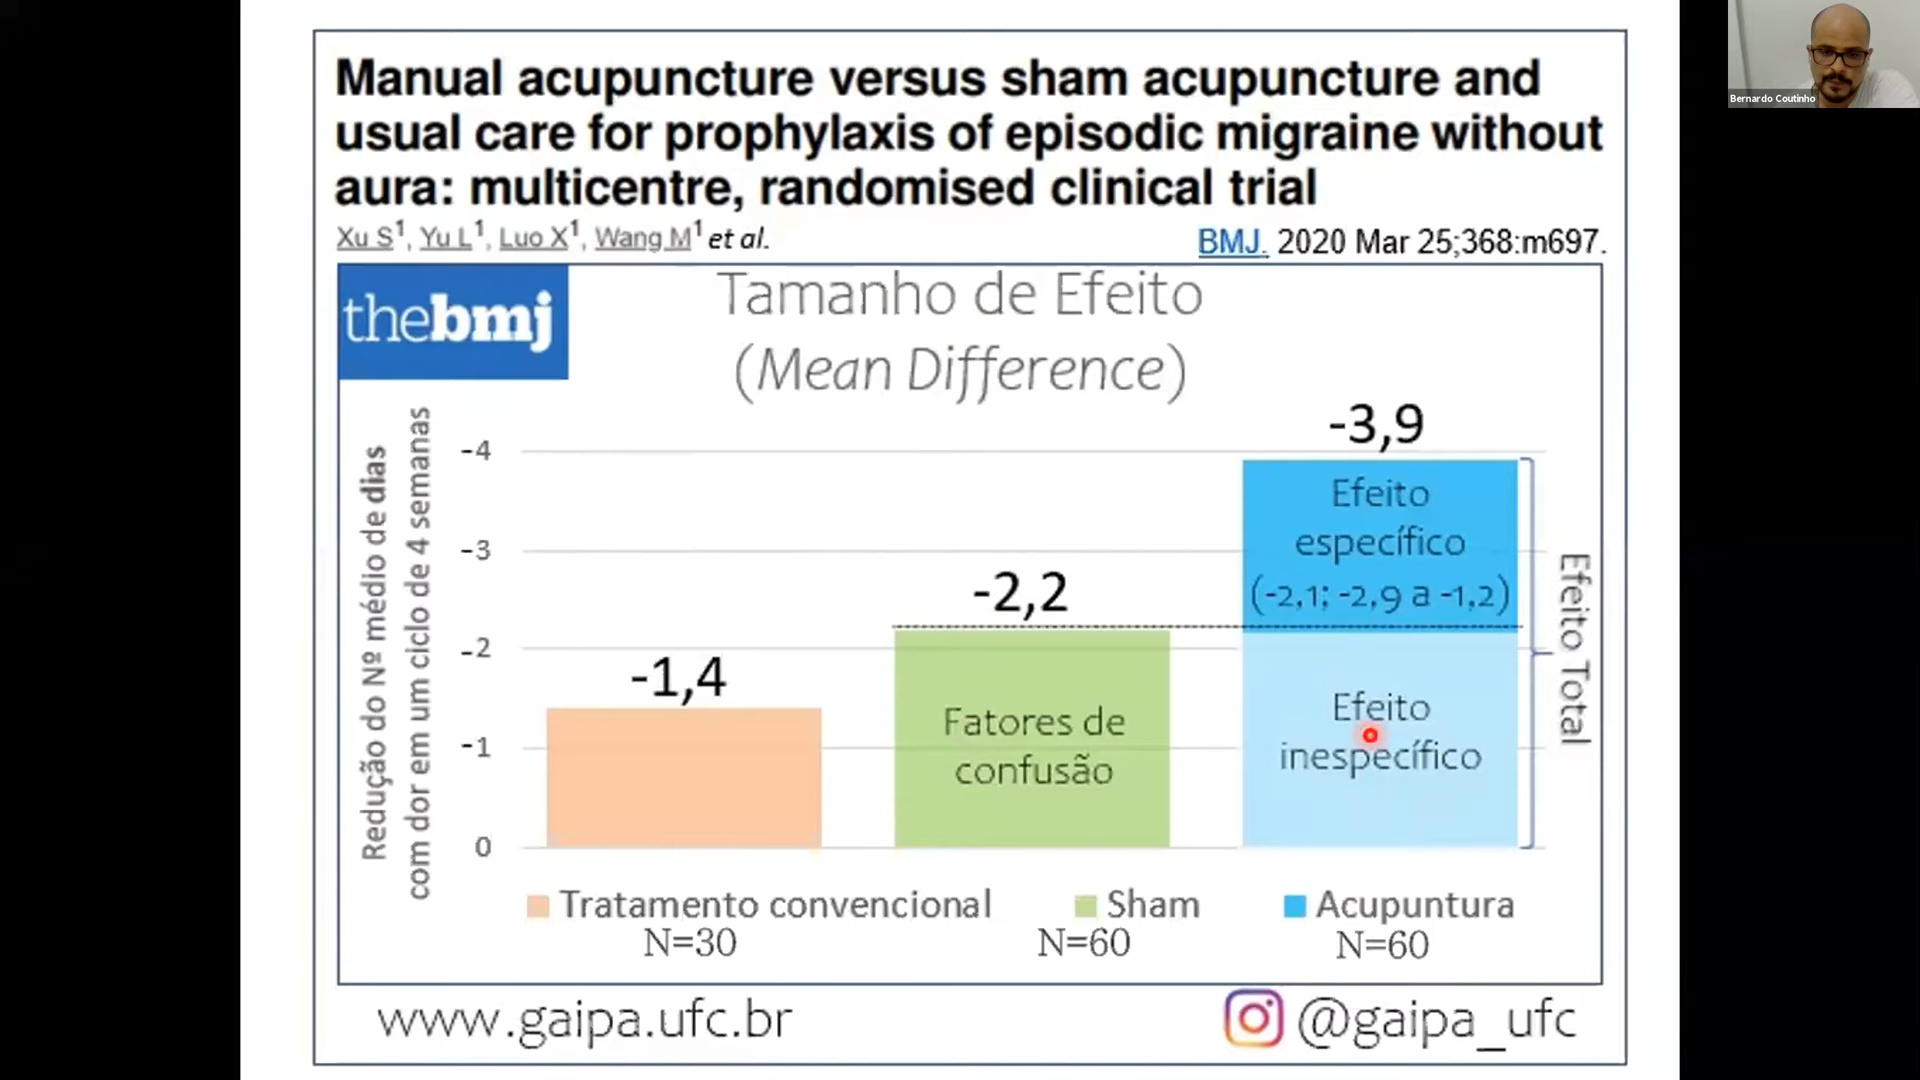 Manual acupuncture versus sham acupuncture and
usual care for prophylaxis of episodic migraine without
aura: multicentre, randomised clinical trial
Xu S1, Yu L1, Luo X1, Wang M1 et al.
BMJ. 2020 Mar 25;368:m697.
thebmj
Tamanho de Efeito
(Mean Difference)
Redução do Nº médio de dias
com dor em um ciclo de 4 semanas
-4
-3
-2
-1
0
-1,4
-2,2
Fatores de
confusão
-3,9
Efeito
específico
(-2,1; -2,9 a -1,2)
Efeito
inespecífico
Efeito Total
Tratamento convencional
N=30
Sham
N=60
Acupuntura
N=60
www.gaipa.ufc.br
@gaipa_ufc
Bernardo Coutinho